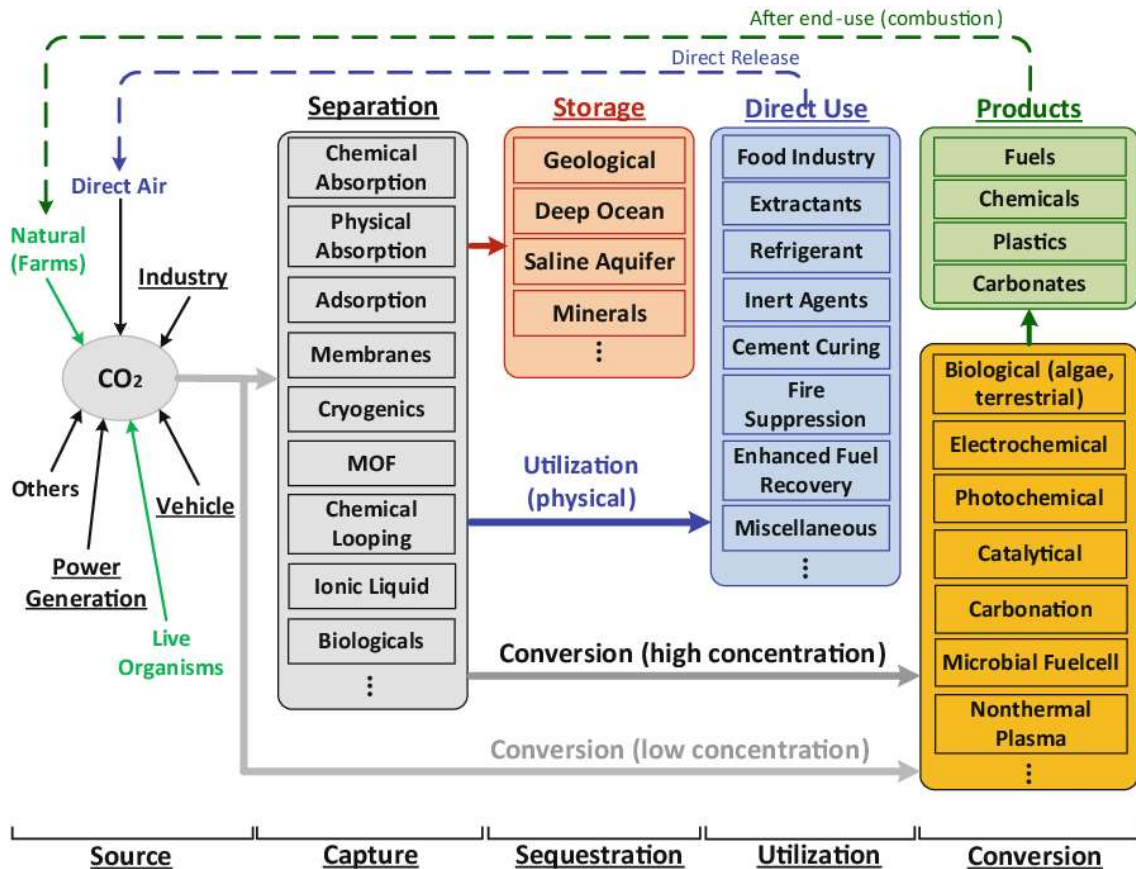 After end-use (combustion)
Direct Release
Separation
Storage
Direct Use
Products
Direct Air
Natural
(Farms)
Industry
CO2
Others
Vehicle
Power
Generation
Live
Organisms
Chemical
Absorption
Physical
Absorption
Adsorption
Membranes
Cryogenics
MOF
Chemical
Looping
Ionic Liquid
Biologicals
⋮
Geological
Deep Ocean
Saline Aquifer
Minerals
⋮
Utilization
(physical)
Food Industry
Extractants
Refrigerant
Inert Agents
Cement Curing
Fire
Suppression
Enhanced Fuel
Recovery
Miscellaneous
⋮
Fuels
Chemicals
Plastics
Carbonates
Biological (algae,
terrestrial)
Electrochemical
Photochemical
Catalytical
Carbonation
Microbial Fuelcell
Nonthermal
Plasma
⋮
Conversion (high concentration)
Conversion (low concentration)
Source
Capture
Sequestration
Utilization
Conversion